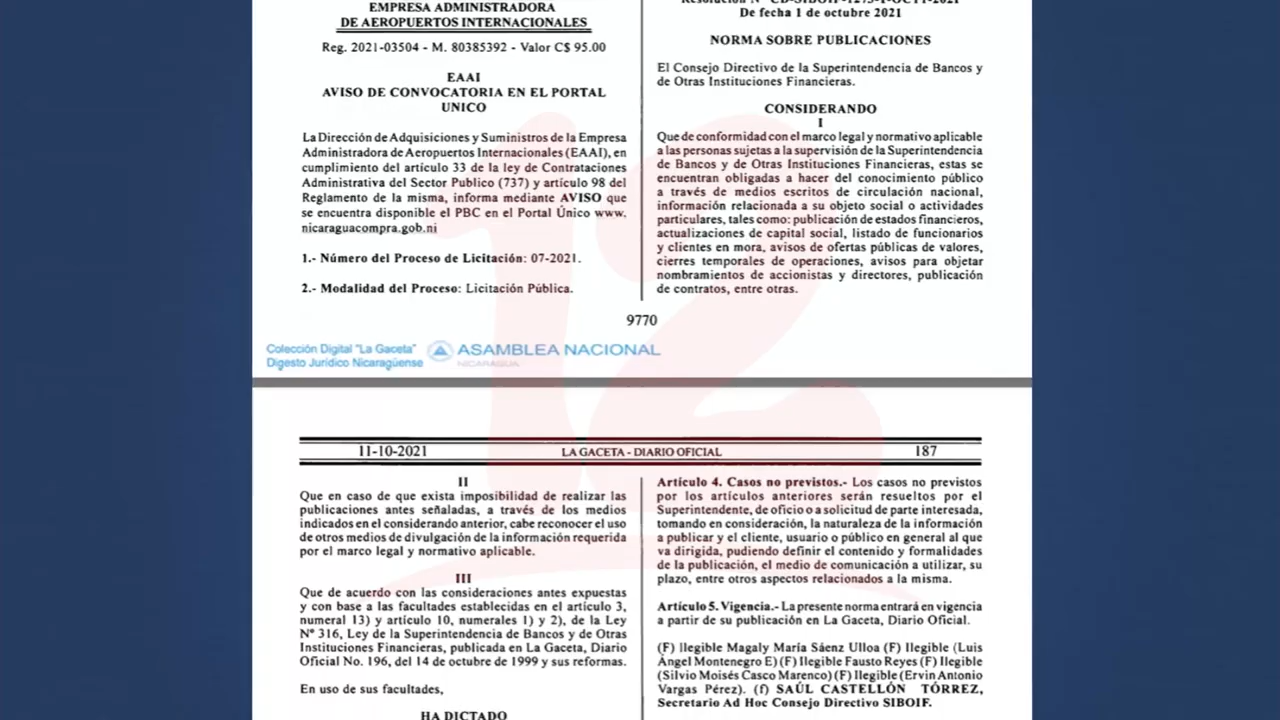 EMPRESA ADMINISTRADORA
DE AEROPUERTOS INTERNACIONALES
Reg. 2021-03504 - M. 80385392 - Valor C$ 95.00
EAAI
AVISO DE CONVOCATORIA EN EL PORTAL
UNICO
La Dirección de Adquisiciones y Suministros de la Empresa
Administradora de Aeropuertos Internacionales (EAAI), en
cumplimiento del artículo 33 de la ley de Contrataciones
Administrativa del Sector Publico (737) y artículo 98 del
Reglamento de la misma, informa mediante AVISO que
se encuentra disponible el PBC en el Portal Único www.
nicaraguacompra.gob.ni
1.- Número del Proceso de Licitación: 07-2021.
2.- Modalidad del Proceso: Licitación Pública.
Resolución N° CD-SIBOIF-1273-1-OCT1-2021
De fecha 1 de octubre 2021
NORMA SOBRE PUBLICACIONES
El Consejo Directivo de la Superintendencia de Bancos y
de Otras Instituciones Financieras.
CONSIDERANDO
I
Que de conformidad con el marco legal y normativo aplicable
a las personas sujetas a la supervisión de la Superintendencia
de Bancos y de Otras Instituciones Financieras, estas se
encuentran obligadas a hacer del conocimiento público
a través de medios escritos de circulación nacional,
información relacionada a su objeto social o actividades
particulares, tales como: publicación de estados financieros,
actualizaciones de capital social, listado de funcionarios
y clientes en mora, avisos de ofertas públicas de valores,
cierres temporales de operaciones, avisos para objetar
nombramientos de accionistas y directores, publicación
de contratos, entre otras.
9770
Colección Digital "La Gaceta"
Digesto Jurídico Nicaragüense
ASAMBLEA NACIONAL
NICARAGUA
12
11-10-2021
LA GACETA - DIARIO OFICIAL
187
II
Que en caso de que exista imposibilidad de realizar las
publicaciones antes señaladas, a través de los medios
indicados en el considerando anterior, cabe reconocer el uso
de otros medios de divulgación de la información requerida
por el marco legal y normativo aplicable.
III
Que de acuerdo con las consideraciones antes expuestas
y con base a las facultades establecidas en el artículo 3,
numeral 13) y artículo 10, numerales 1) y 2), de la Ley
N° 316, Ley de la Superintendencia de Bancos y de Otras
Instituciones Financieras, publicada en La Gaceta, Diario
Oficial No. 196, del 14 de octubre de 1999 y sus reformas.
En uso de sus facultades,
HA DICTADO
Artículo 4. Casos no previstos.- Los casos no previstos
por los artículos anteriores serán resueltos por el
Superintendente, de oficio o a solicitud de parte interesada,
tomando en consideración, la naturaleza de la información
a publicar y el cliente, usuario o público en general al que
va dirigida, pudiendo definir el contenido y formalidades
de la publicación, el medio de comunicación a utilizar, su
plazo, entre otros aspectos relacionados a la misma.
Artículo 5. Vigencia.- La presente norma entrará en vigencia
a partir de su publicación en La Gaceta, Diario Oficial.
(F) Ilegible Magaly María Sáenz Ulloa (F) Ilegible (Luis
Ángel Montenegro E) (F) Ilegible Fausto Reyes (F) Ilegible
(Silvio Moisés Casco Marenco) (F) Ilegible (Ervin Antonio
Vargas Pérez). (f) SAÚL CASTELLÓN TÓRREZ,
Secretario Ad Hoc Consejo Directivo SIBOIF.